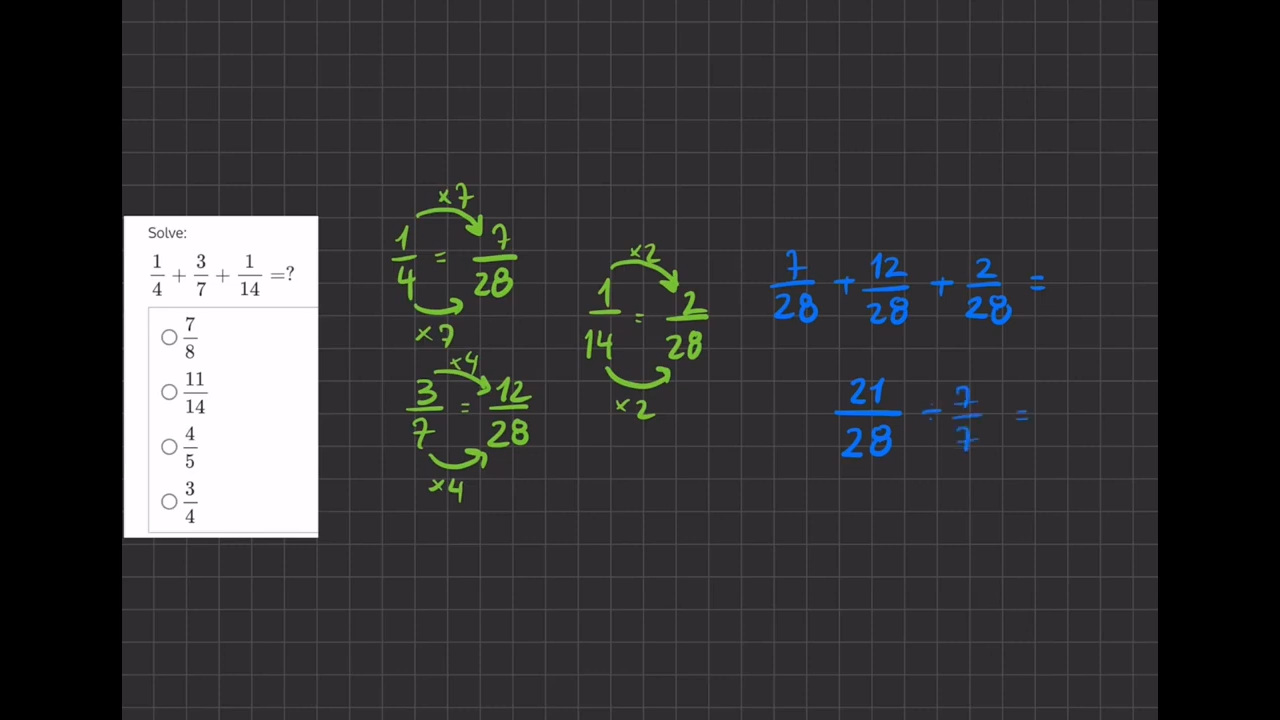 Solve:
1/4 + 3/7 + 1/14 =?
7/8
11/14
4/5
3/4
×7
1/4 = 7/28
×7
×4
3/7 = 12/28
×4
×2
1/14 = 2/28
×2
7/28 + 12/28 + 2/28 =
21/28 ÷ 7/7 =